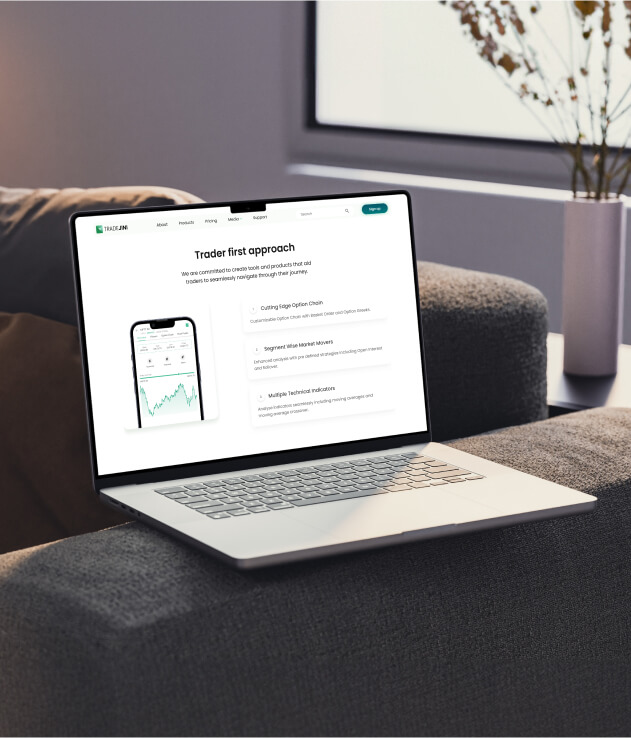 TRADEJINI
About
Products
Pricing
Media
Support
Search
Sign up
Trader first approach
We are committed to create tools and products that aid
traders to seamlessly navigate through their journey.
Cutting Edge Option Chain
Customizable Option Chain with Basket Order and Option Greeks.
Segment Wise Market Movers
Enhanced analysis with pre defined strategies including Open Interest
and Rollover.
Multiple Technical Indicators
Analyse indicators seamlessly including moving averages and
moving average crossover.